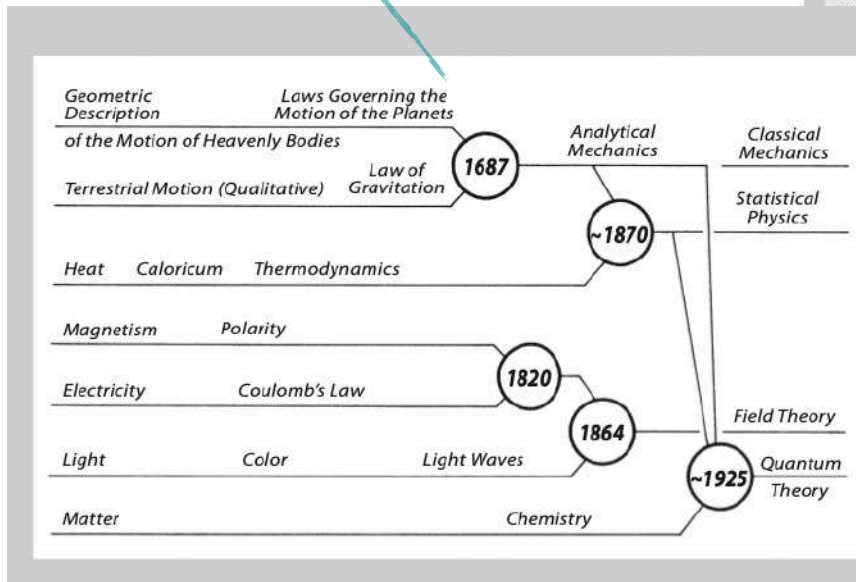 Geometric
Description
Laws Governing the
Motion of the Planets
of the Motion of Heavenly Bodies
Law of
Gravitation
Terrestrial Motion (Qualitative)
1687
Analytical
Mechanics
Classical
Mechanics
~1870
Statistical
Physics
Heat Caloricum Thermodynamics
Magnetism Polarity
1820
Electricity Coulomb's Law
1864
Field Theory
Light Color Light Waves
~1925
Quantum
Theory
Matter Chemistry